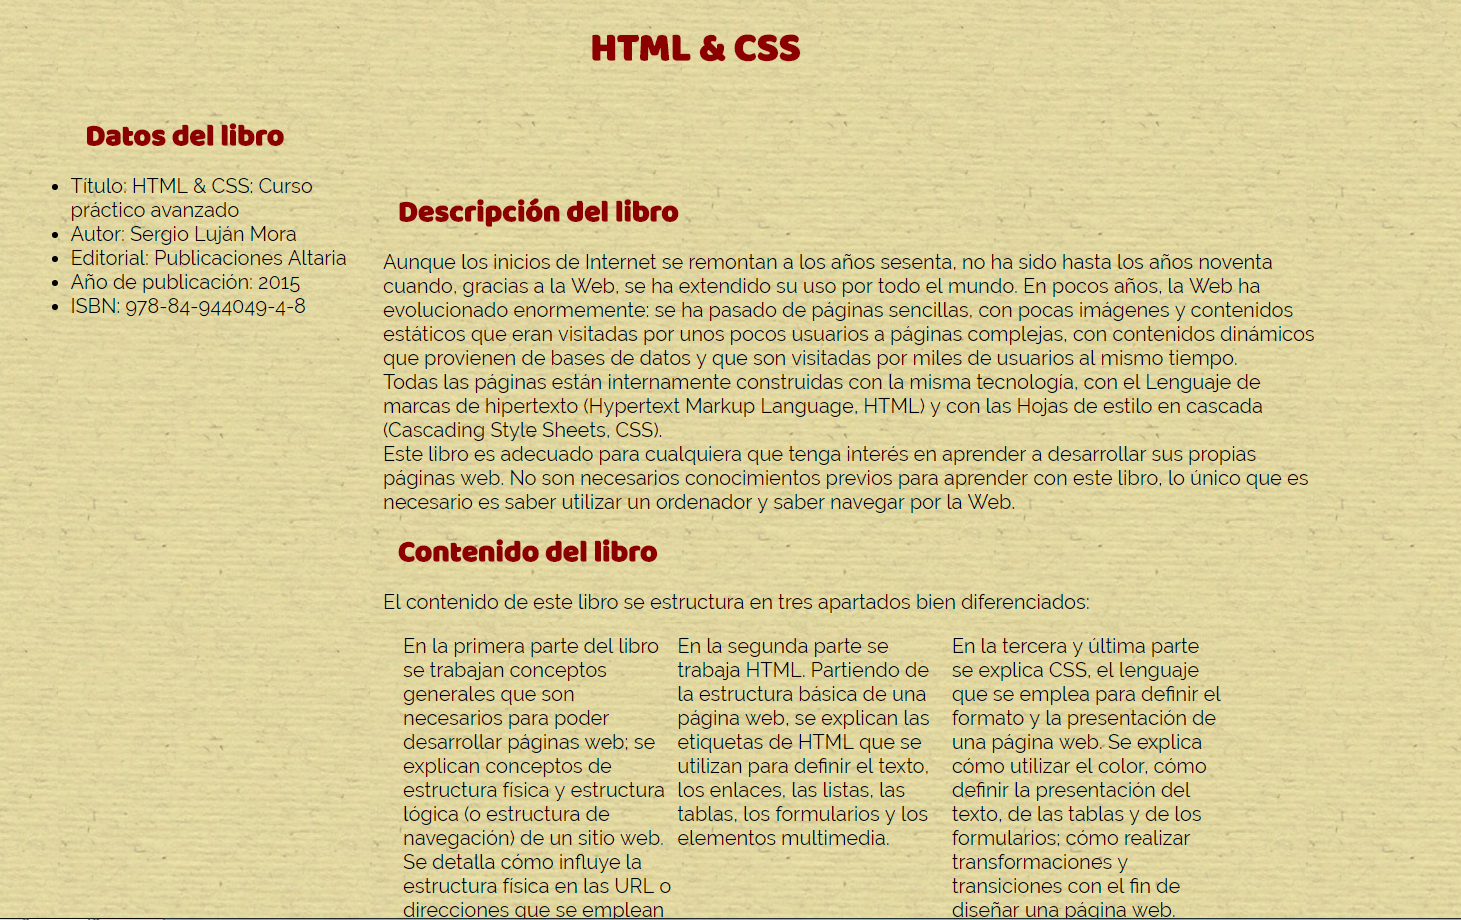 HTML & CSS
Datos del libro
Título: HTML & CSS: Curso
práctico avanzado
Autor: Sergio Luján Mora
Editorial: Publicaciones Altaria
Año de publicación: 2015
ISBN: 978-84-944049-4-8
Descripción del libro
Aunque los inicios de Internet se remontan a los años sesenta, no ha sido hasta los años noventa
cuando, gracias a la Web, se ha extendido su uso por todo el mundo. En pocos años, la Web ha
evolucionado enormemente: se ha pasado de páginas sencillas, con pocas imágenes y contenidos
estáticos que eran visitadas por unos pocos usuarios a páginas complejas, con contenidos dinámicos
que provienen de bases de datos y que son visitadas por miles de usuarios al mismo tiempo.
Todas las páginas están internamente construidas con la misma tecnología, con el Lenguaje de
marcas de hipertexto (Hypertext Markup Language, HTML) y con las Hojas de estilo en cascada
(Cascading Style Sheets, CSS).
Este libro es adecuado para cualquiera que tenga interés en aprender a desarrollar sus propias
páginas web. No son necesarios conocimientos previos para aprender con este libro, lo único que es
necesario es saber utilizar un ordenador y saber navegar por la Web.
Contenido del libro
El contenido de este libro se estructura en tres apartados bien diferenciados:
En la primera parte del libro
se trabajan conceptos
generales que son
necesarios para poder
desarrollar páginas web; se
explican conceptos de
estructura física y estructura
lógica (o estructura de
navegación) de un sitio web.
Se detalla cómo influye la
estructura física en las URL o
direcciones que se emplean
En la segunda parte se
trabaja HTML. Partiendo de
la estructura básica de una
página web, se explican las
etiquetas de HTML que se
utilizan para definir el texto,
los enlaces, las listas, las
tablas, los formularios y los
elementos multimedia.
En la tercera y última parte
se explica CSS, el lenguaje
que se emplea para definir el
formato y la presentación de
una página web. Se explica
cómo utilizar el color, cómo
definir la presentación del
texto, de las tablas y de los
formularios; cómo realizar
transformaciones y
transiciones con el fin de
diseñar una página web.